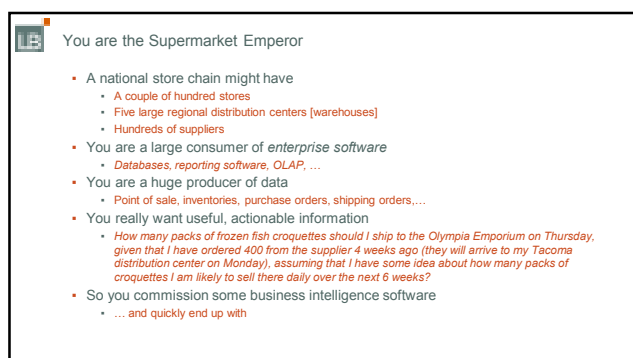 LB
You are the Supermarket Emperor
▪ A national store chain might have
▪ A couple of hundred stores
▪ Five large regional distribution centers [warehouses]
▪ Hundreds of suppliers
▪ You are a large consumer of enterprise software
▪ Databases, reporting software, OLAP, …
▪ You are a huge producer of data
▪ Point of sale, inventories, purchase orders, shipping orders,…
▪ You really want useful, actionable information
▪ How many packs of frozen fish croquettes should I ship to the Olympia Emporium on Thursday,
given that I have ordered 400 from the supplier 4 weeks ago (they will arrive to my Tacoma
distribution center on Monday), assuming that I have some idea about how many packs of
croquettes I am likely to sell there daily over the next 6 weeks?
▪ So you commission some business intelligence software
▪ … and quickly end up with